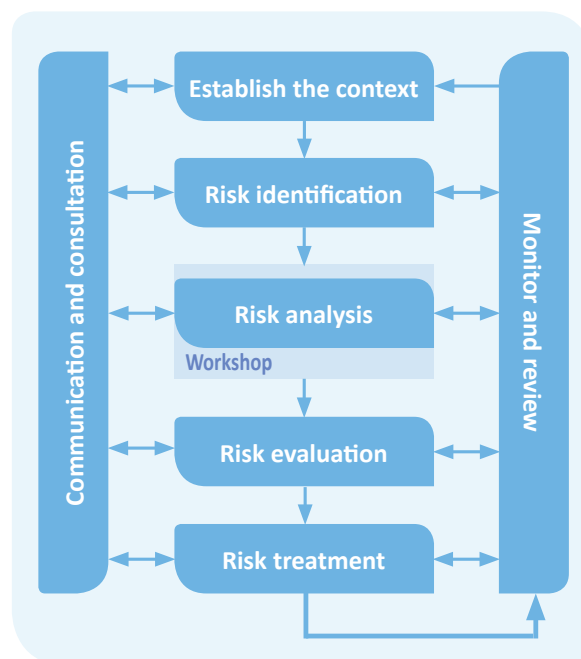 Establish the context
Risk identification
Risk analysis
Workshop
Risk evaluation
Risk treatment
Communication and consultation
Monitor and review